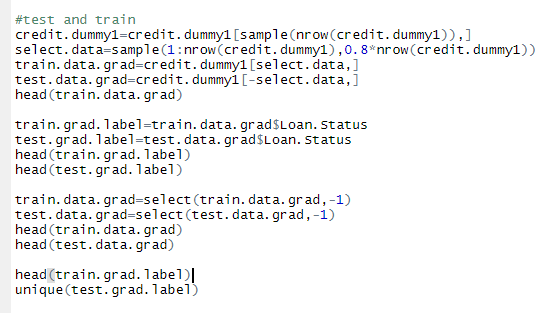 #test and train
credit.dummy1=credit.dummy1[sample(nrow(credit.dummy1)),]
select.data=sample(1:nrow(credit.dummy1),0.8*nrow(credit.dummy1))
train.data.grad=credit.dummy1[select.data,]
test.data.grad=credit.dummy1[-select.data,]
head(train.data.grad)
train.grad.label=train.data.grad$Loan.Status
test.grad.label=test.data.grad$Loan.Status
head(train.grad.label)
head(test.grad.label)
train.data.grad=select(train.data.grad,-1)
test.data.grad=select(test.data.grad,-1)
head(train.data.grad)
head(test.data.grad)
head(train.grad.label)
unique(test.grad.label)